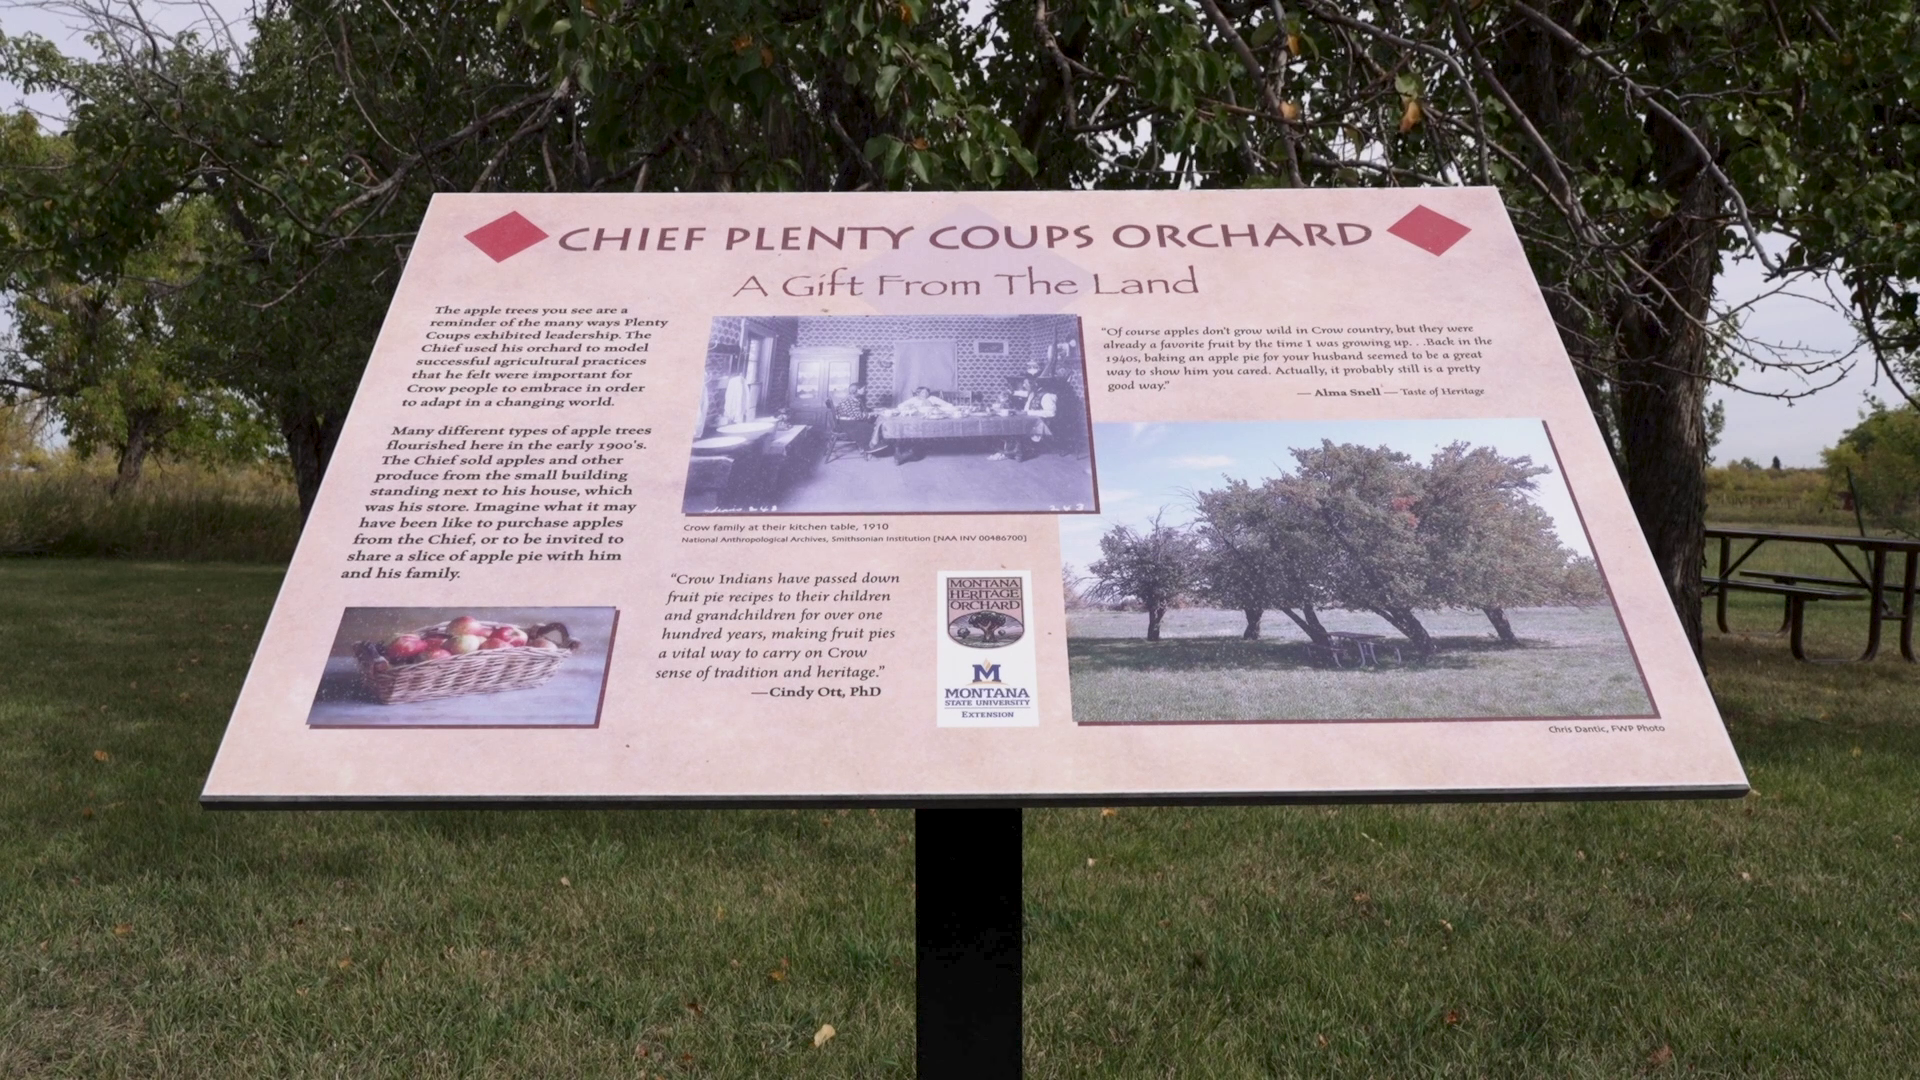 CHIEF PLENTY COUPS ORCHARD
A Gift From The Land
The apple trees you see are a
reminder of the many ways Plenty
Coups exhibited leadership. The
Chief used his orchard to model
successful agricultural practices
that he felt were important for
Crow people to embrace in order
to adapt in a changing world.
Many different types of apple trees
flourished here in the early 1900's.
The Chief sold apples and other
produce from the small building
standing next to his house, which
was his store. Imagine what it may
have been like to purchase apples
from the Chief, or to be invited to
share a slice of apple pie with him
and his family.
Crow family at their kitchen table, 1910
National Anthropological Archives, Smithsonian Institution [NAA INV 00486700]
"Crow Indians have passed down
fruit pie recipes to their children
and grandchildren for over one
hundred years, making fruit pies
a vital way to carry on Crow
sense of tradition and heritage."
—Cindy Ott, PhD
MONTANA
HERITAGE
ORCHARD
M
MONTANA
STATE UNIVERSITY
EXTENSION
"Of course apples don't grow wild in Crow country, but they were
already a favorite fruit by the time I was growing up. . .Back in the
1940s, baking an apple pie for your husband seemed to be a great
way to show him you cared. Actually, it probably still is a pretty
good way."
— Alma Snell — Taste of Heritage
Chris Dantic, FWP Photo